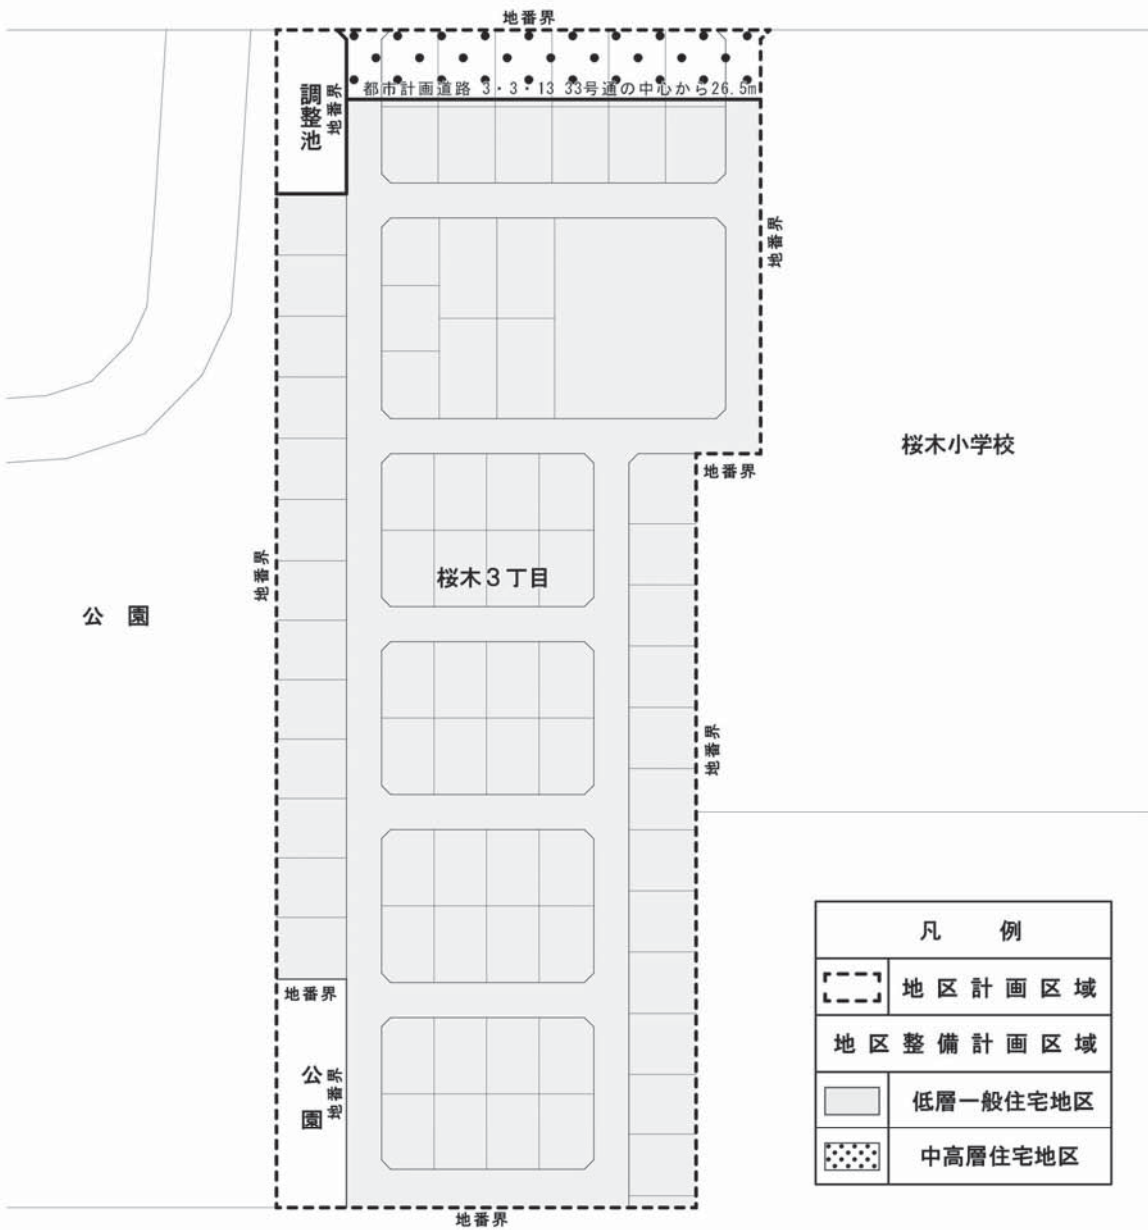 地番界
調整池
地番界
都市計画道路 3・3・13 33号通の中心から26.5m
地番界
桜木小学校
地番界
地番界
桜木3丁目
公 園
地番界
地番界
公園
地番界
地番界
凡 例
地区計画区域
地区整備計画区域
低層一般住宅地区
中高層住宅地区